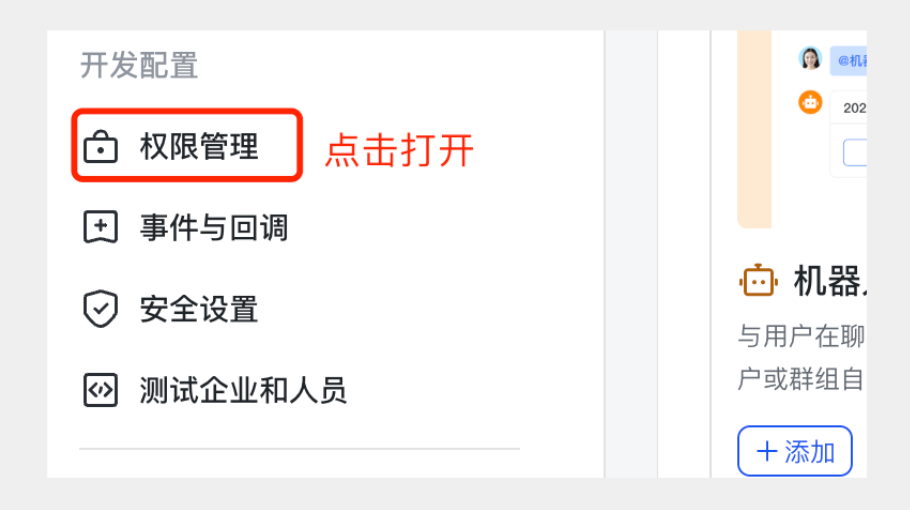 开发配置
权限管理
点击打开
事件与回调
安全设置
测试企业和人员
@机
202
机器
与用户在聊
户或群组自
+添加